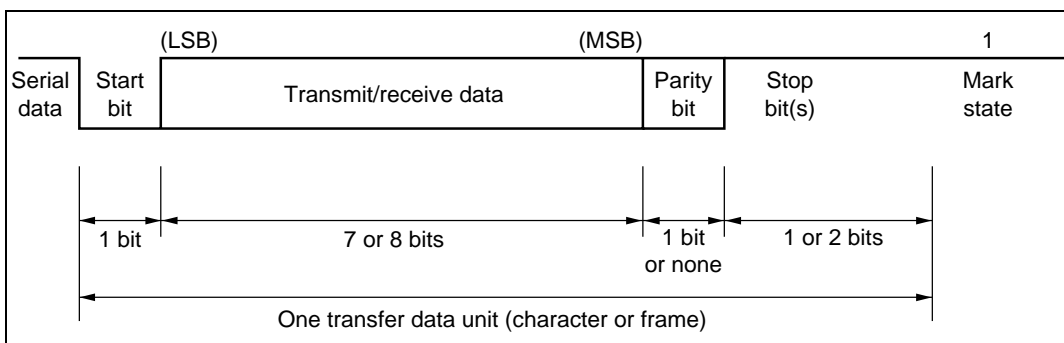 (LSB) (MSB) 1
Serial data
Start bit
Transmit/receive data
Parity bit
Stop bit(s)
Mark state
1 bit
7 or 8 bits
1 bit or none
1 or 2 bits
One transfer data unit (character or frame)